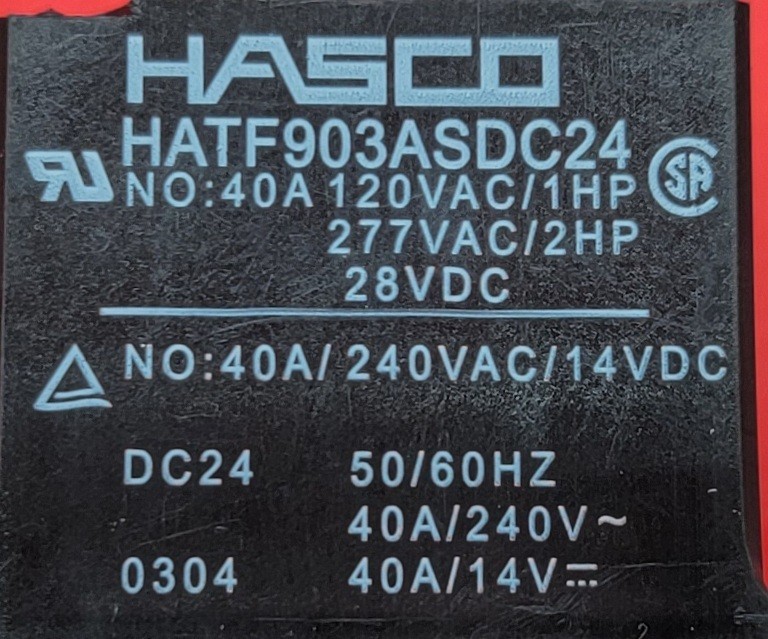 HASCO
HATF903ASDC24
NO:40A 120VAC/1HP
277VAC/2HP
28VDC
NO:40A/ 240VAC/14VDC
DC24 50/60HZ
40A/240V~
0304 40A/14V⎓